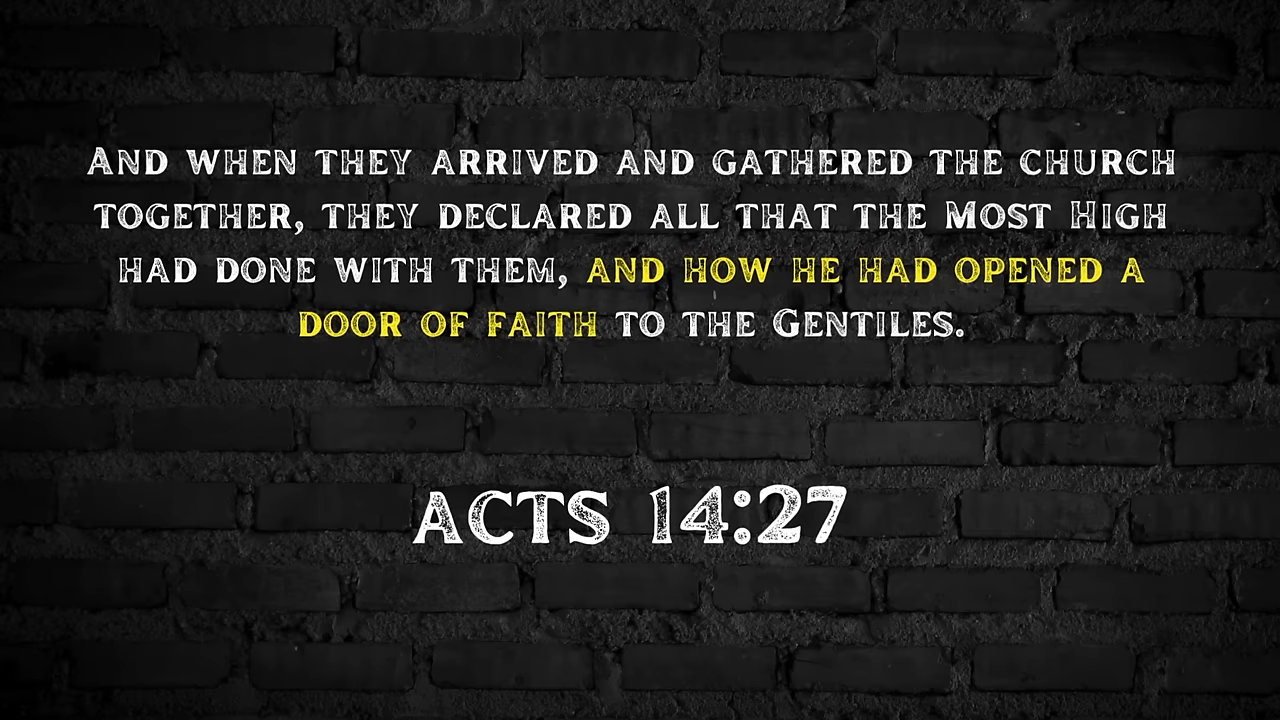 And when they arrived and gathered the church
together, they declared all that the Most High
had done with them, and how he had opened a
door of faith to the Gentiles.
Acts 14:27